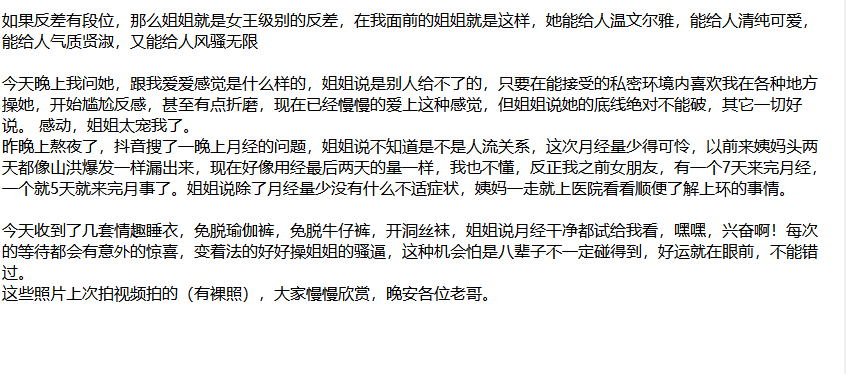 如果反差有段位，那么姐姐就是女王级别的反差，在我面前的姐姐就是这样，她能给人温文尔雅，能给人清纯可爱，
能给人气质贤淑，又能给人风骚无限
今天晚上我问她，跟我爱爱感觉是什么样的，姐姐说是别人给不了的，只要在能接受的私密环境内喜欢我在各种地方
操她，开始尴尬反感，甚至有点折磨，现在已经慢慢的爱上这种感觉，但姐姐说她的底线绝对不能破，其它一切好
说。 感动，姐姐太宠我了。
昨晚上熬夜了，抖音搜了一晚上月经的问题，姐姐说不知道是不是人流关系，这次月经量少得可怜，以前来姨妈头两
天都像山洪爆发一样漏出来，现在好像用经最后两天的量一样，我也不懂，反正我之前女朋友，有一个7天来完月经，
一个就5天就来完月事了。姐姐说除了月经量少没有什么不适症状，姨妈一走就上医院看看顺便了解上环的事情。
今天收到了几套情趣睡衣，免脱瑜伽裤，免脱牛仔裤，开洞丝袜，姐姐说月经干净都试给我看，嘿嘿，兴奋啊！每次
的等待都会有意外的惊喜，变着法的好好操姐姐的骚逼，这种机会怕是八辈子不一定碰得到，好运就在眼前，不能错
过。
这些照片上次拍视频拍的（有裸照），大家慢慢欣赏，晚安各位老哥。